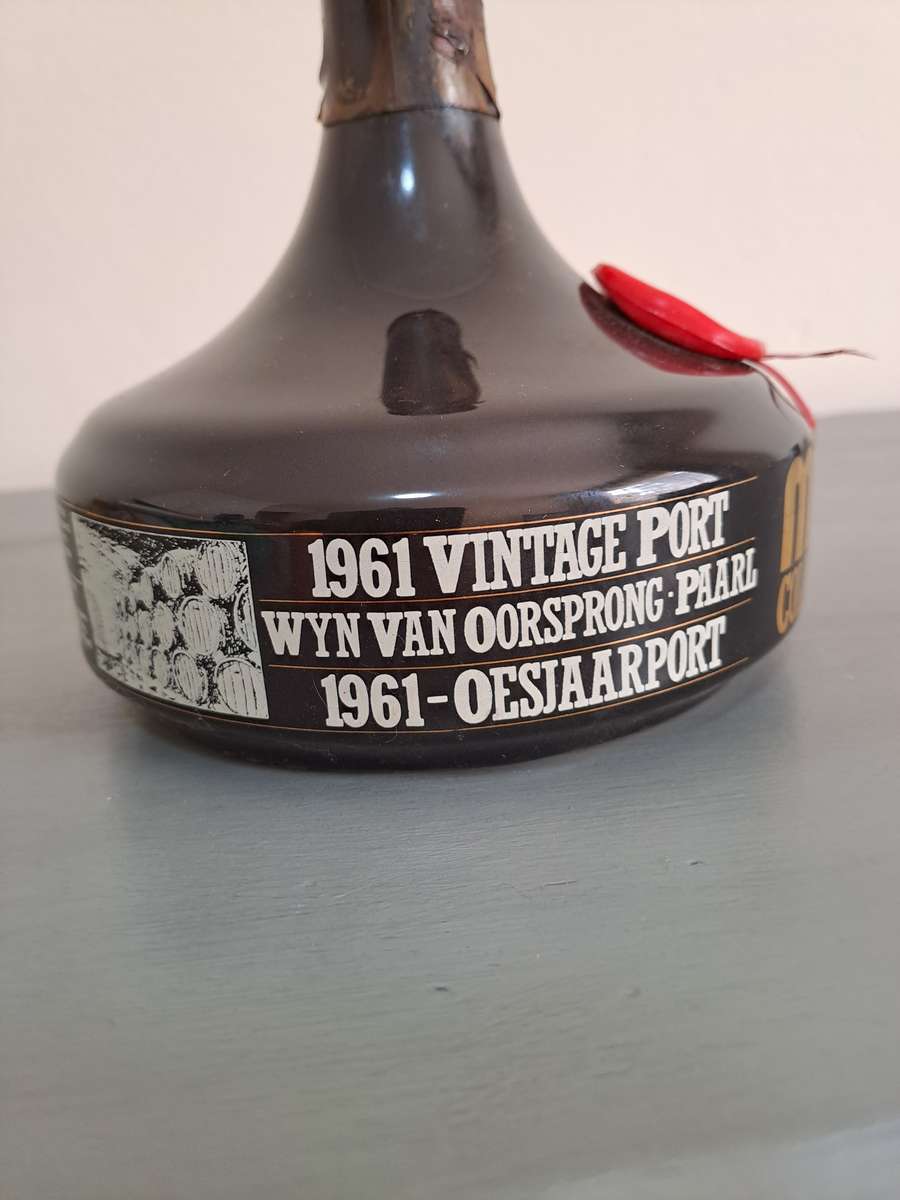 1961 VINTAGE PORT
WYN VAN OORSPRONG · PAARL
1961-OESJAARPORT